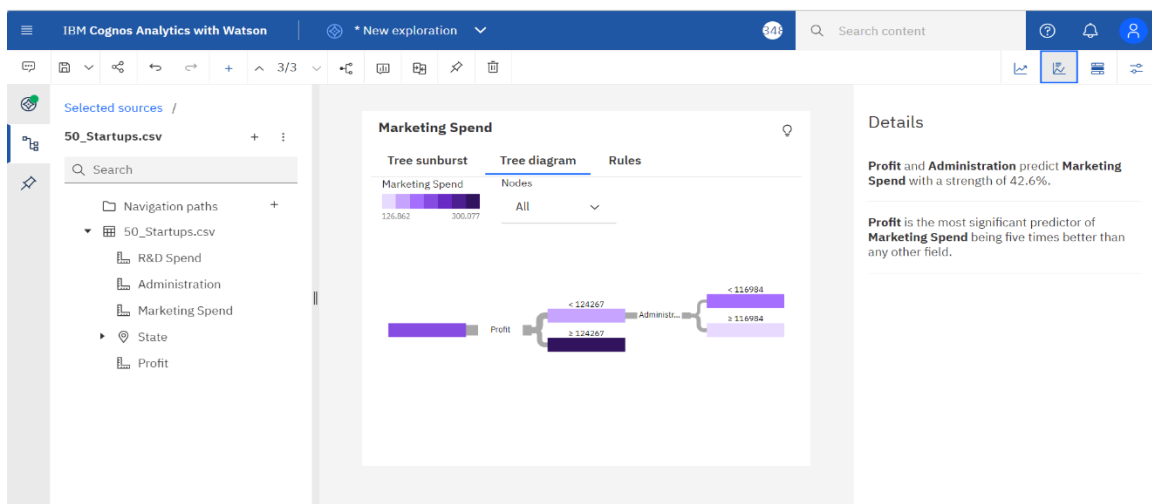 IBM Cognos Analytics with Watson
* New exploration
348
Search content
3/3
Selected sources /
50_Startups.csv
Search
Navigation paths
50_Startups.csv
R&D Spend
Administration
Marketing Spend
State
Profit
Marketing Spend
Tree sunburst Tree diagram Rules
Marketing Spend
126,862 300,077
Nodes
All
Profit
< 124267
≥ 124267
Administr...
< 116984
≥ 116984
Details
Profit and Administration predict Marketing
Spend with a strength of 42.6%.
Profit is the most significant predictor of
Marketing Spend being five times better than
any other field.